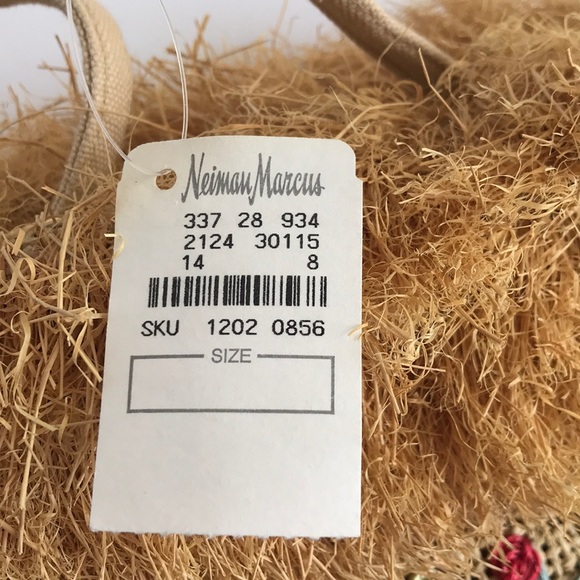 Neiman Marcus
337 28 934
2124 30115
14 8
SKU 1202 0856
SIZE